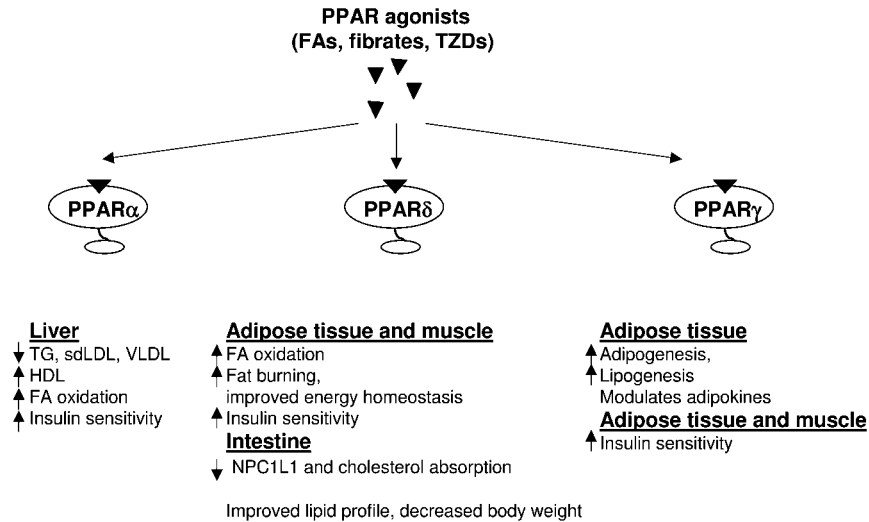 PPAR agonists
(FAs, fibrates, TZDs)
PPARα
PPARδ
PPARγ
Liver
TG, sdLDL, VLDL
HDL
FA oxidation
Insulin sensitivity
Adipose tissue and muscle
FA oxidation
Fat burning,
improved energy homeostasis
Insulin sensitivity
Intestine
NPC1L1 and cholesterol absorption
Improved lipid profile, decreased body weight
Adipose tissue
Adipogenesis,
Lipogenesis
Modulates adipokines
Adipose tissue and muscle
Insulin sensitivity